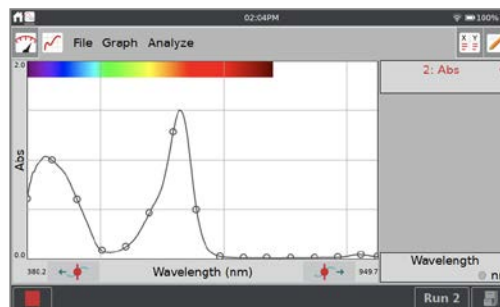 02:04PM
100%
File Graph Analyze
X Y
2.0
2: Abs
Abs
0.0
380.2
Wavelength (nm)
949.7
Wavelength
Run 2